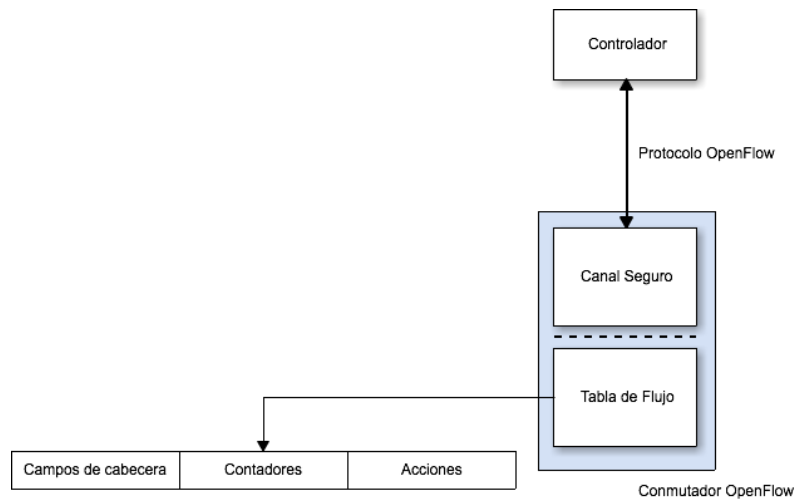 Controlador
Protocolo OpenFlow
Canal Seguro
Tabla de Flujo
Campos de cabecera
Contadores
Acciones
Conmutador OpenFlow